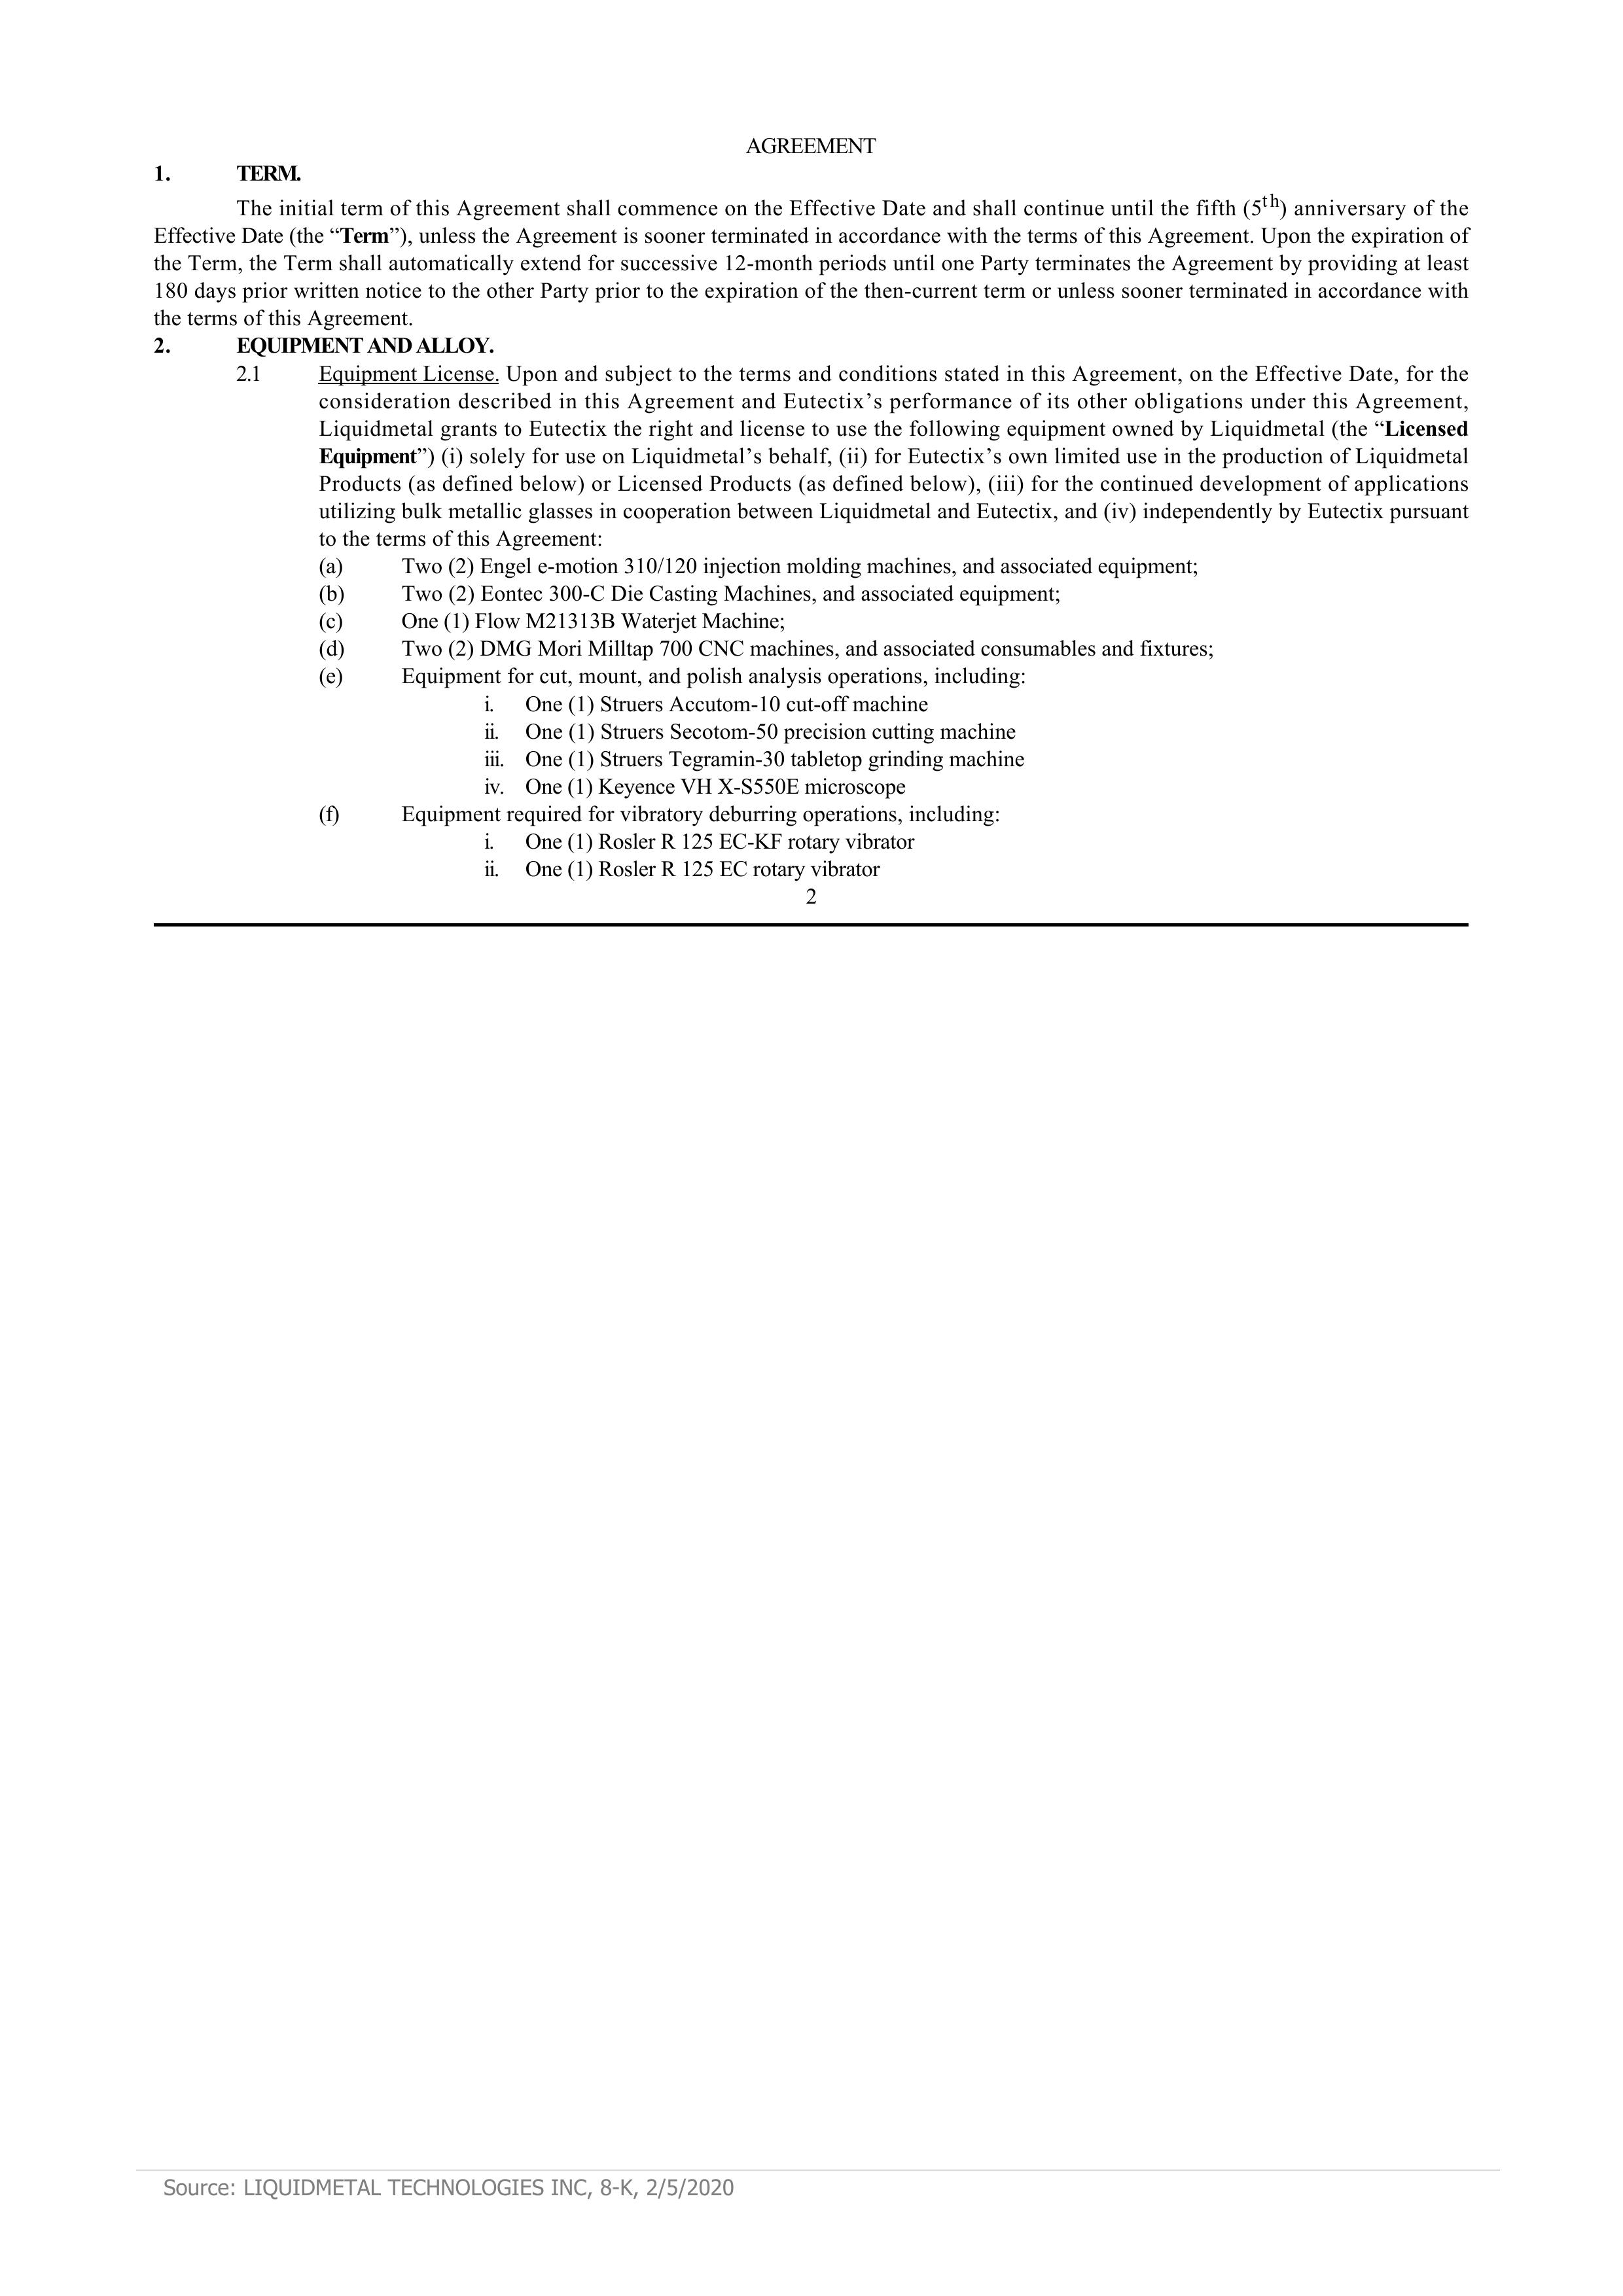 AGREEMENT
1. TERM.
The initial term of this Agreement shall commence on the Effective Date and shall continue until the fifth (5th) anniversary of the
Effective Date (the “Term”), unless the Agreement is sooner terminated in accordance with the terms of this Agreement. Upon the expiration of
the Term, the Term shall automatically extend for successive 12-month periods until one Party terminates the Agreement by providing at least
180 days prior written notice to the other Party prior to the expiration of the then-current term or unless sooner terminated in accordance with
the terms of this Agreement.
2. EQUIPMENT AND ALLOY.
2.1 Equipment License. Upon and subject to the terms and conditions stated in this Agreement, on the Effective Date, for the
consideration described in this Agreement and Eutectix’s performance of its other obligations under this Agreement,
Liquidmetal grants to Eutectix the right and license to use the following equipment owned by Liquidmetal (the “Licensed
Equipment”) (i) solely for use on Liquidmetal’s behalf, (ii) for Eutectix’s own limited use in the production of Liquidmetal
Products (as defined below) or Licensed Products (as defined below), (iii) for the continued development of applications
utilizing bulk metallic glasses in cooperation between Liquidmetal and Eutectix, and (iv) independently by Eutectix pursuant
to the terms of this Agreement:
(a) Two (2) Engel e-motion 310/120 injection molding machines, and associated equipment;
(b) Two (2) Eontec 300-C Die Casting Machines, and associated equipment;
(c) One (1) Flow M21313B Waterjet Machine;
(d) Two (2) DMG Mori Milltap 700 CNC machines, and associated consumables and fixtures;
(e) Equipment for cut, mount, and polish analysis operations, including:
i. One (1) Struers Accutom-10 cut-off machine
ii. One (1) Struers Secotom-50 precision cutting machine
iii. One (1) Struers Tegramin-30 tabletop grinding machine
iv. One (1) Keyence VH X-S550E microscope
(f) Equipment required for vibratory deburring operations, including:
i. One (1) Rosler R 125 EC-KF rotary vibrator
ii. One (1) Rosler R 125 EC rotary vibrator
2
Source: LIQUIDMETAL TECHNOLOGIES INC, 8-K, 2/5/2020